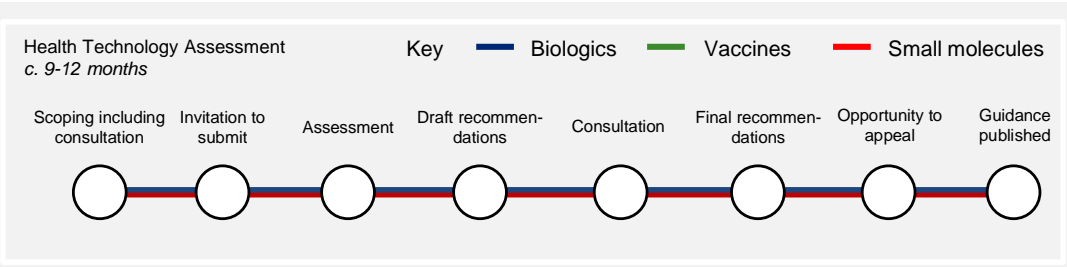 Health Technology Assessment
c. 9-12 months
Key
Biologics
Vaccines
Small molecules
Scoping including
consultation
Invitation to
submit
Assessment
Draft recommen-
dations
Consultation
Final recommen-
dations
Opportunity to
appeal
Guidance
published